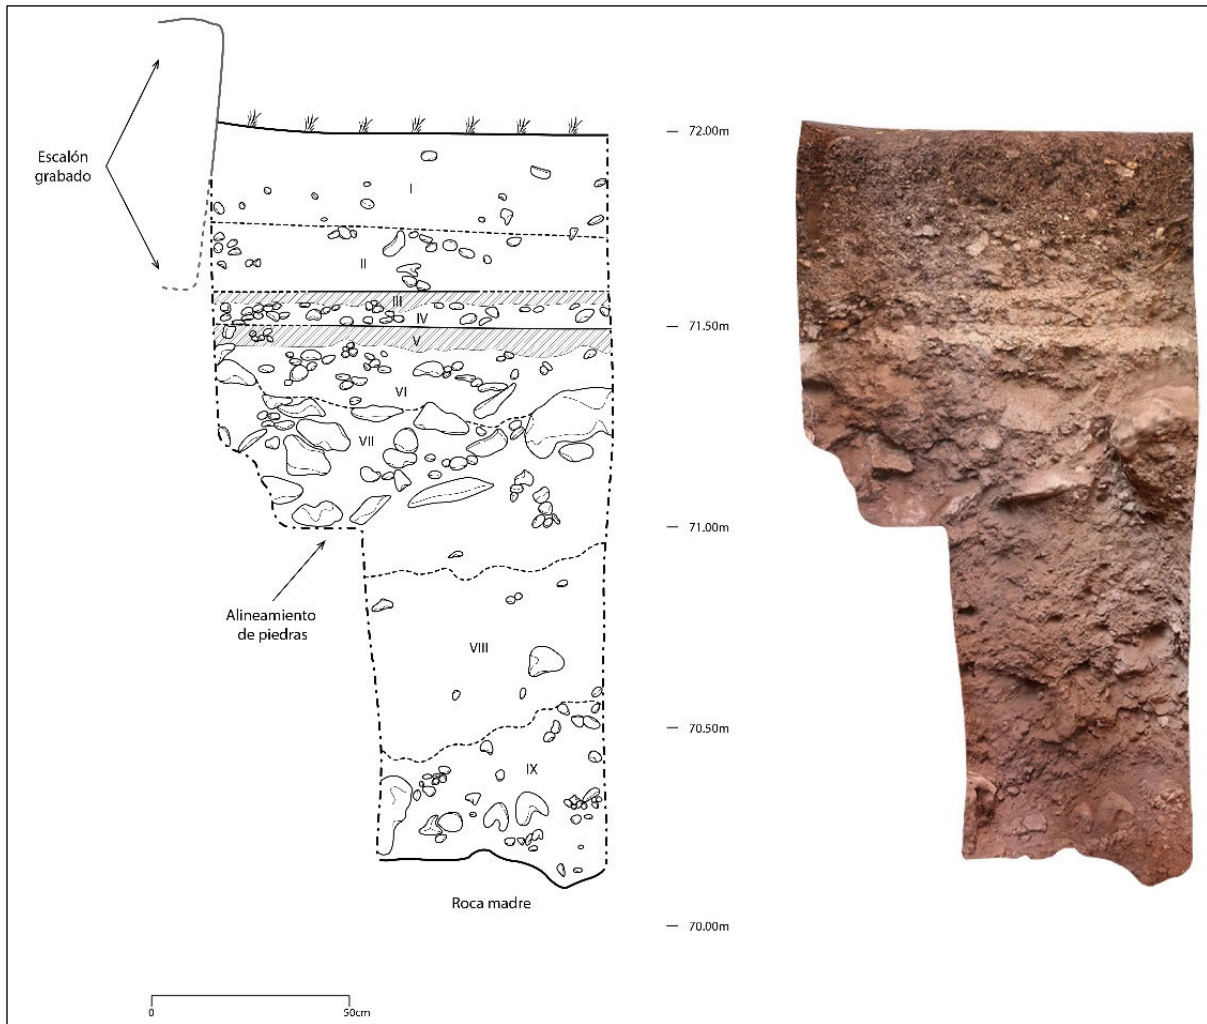 Escalón
grabado
72.00m
I
II
III
71.50m
IV
V
VI
VII
71.00m
Alineamiento
de piedras
VIII
70.50m
IX
Roca madre
70.00m
0
50cm